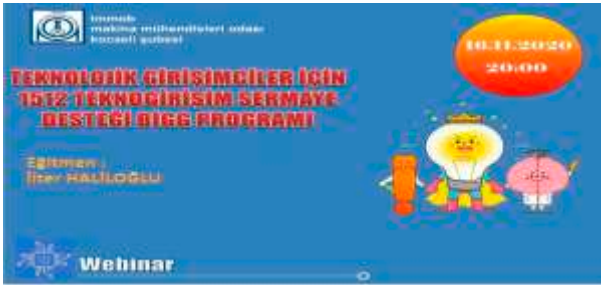 tmmob
makina mühendisleri odası
kocaeli şubesi
16.11.2020
20:00
TEKNOLOJİK GİRİŞİMCİLER İÇİN
1512 TEKNOGİRİŞİM SERMAYE
DESTEĞİ BİGG PROGRAMI
Eğitmen :
İlter HALİLOĞLU
Webinar